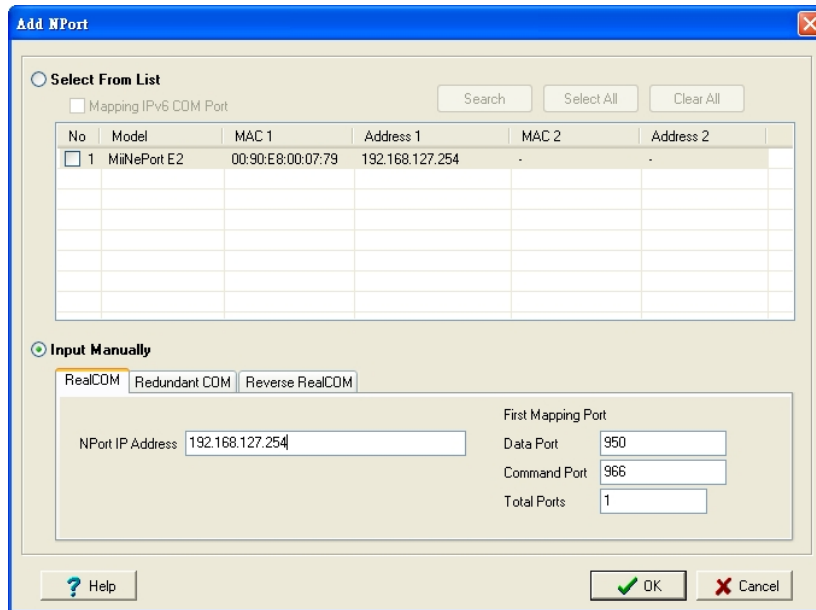 Add NPort
Select From List
Mapping IPv6 COM Port
Search Select All Clear All
No Model MAC 1 Address 1 MAC 2 Address 2
1 MiiNePort E2 00:90:E8:00:07:79 192.168.127.254 - -
Input Manually
RealCOM Redundant COM Reverse RealCOM
First Mapping Port
NPort IP Address 192.168.127.254 Data Port 950
Command Port 966
Total Ports 1
? Help OK Cancel